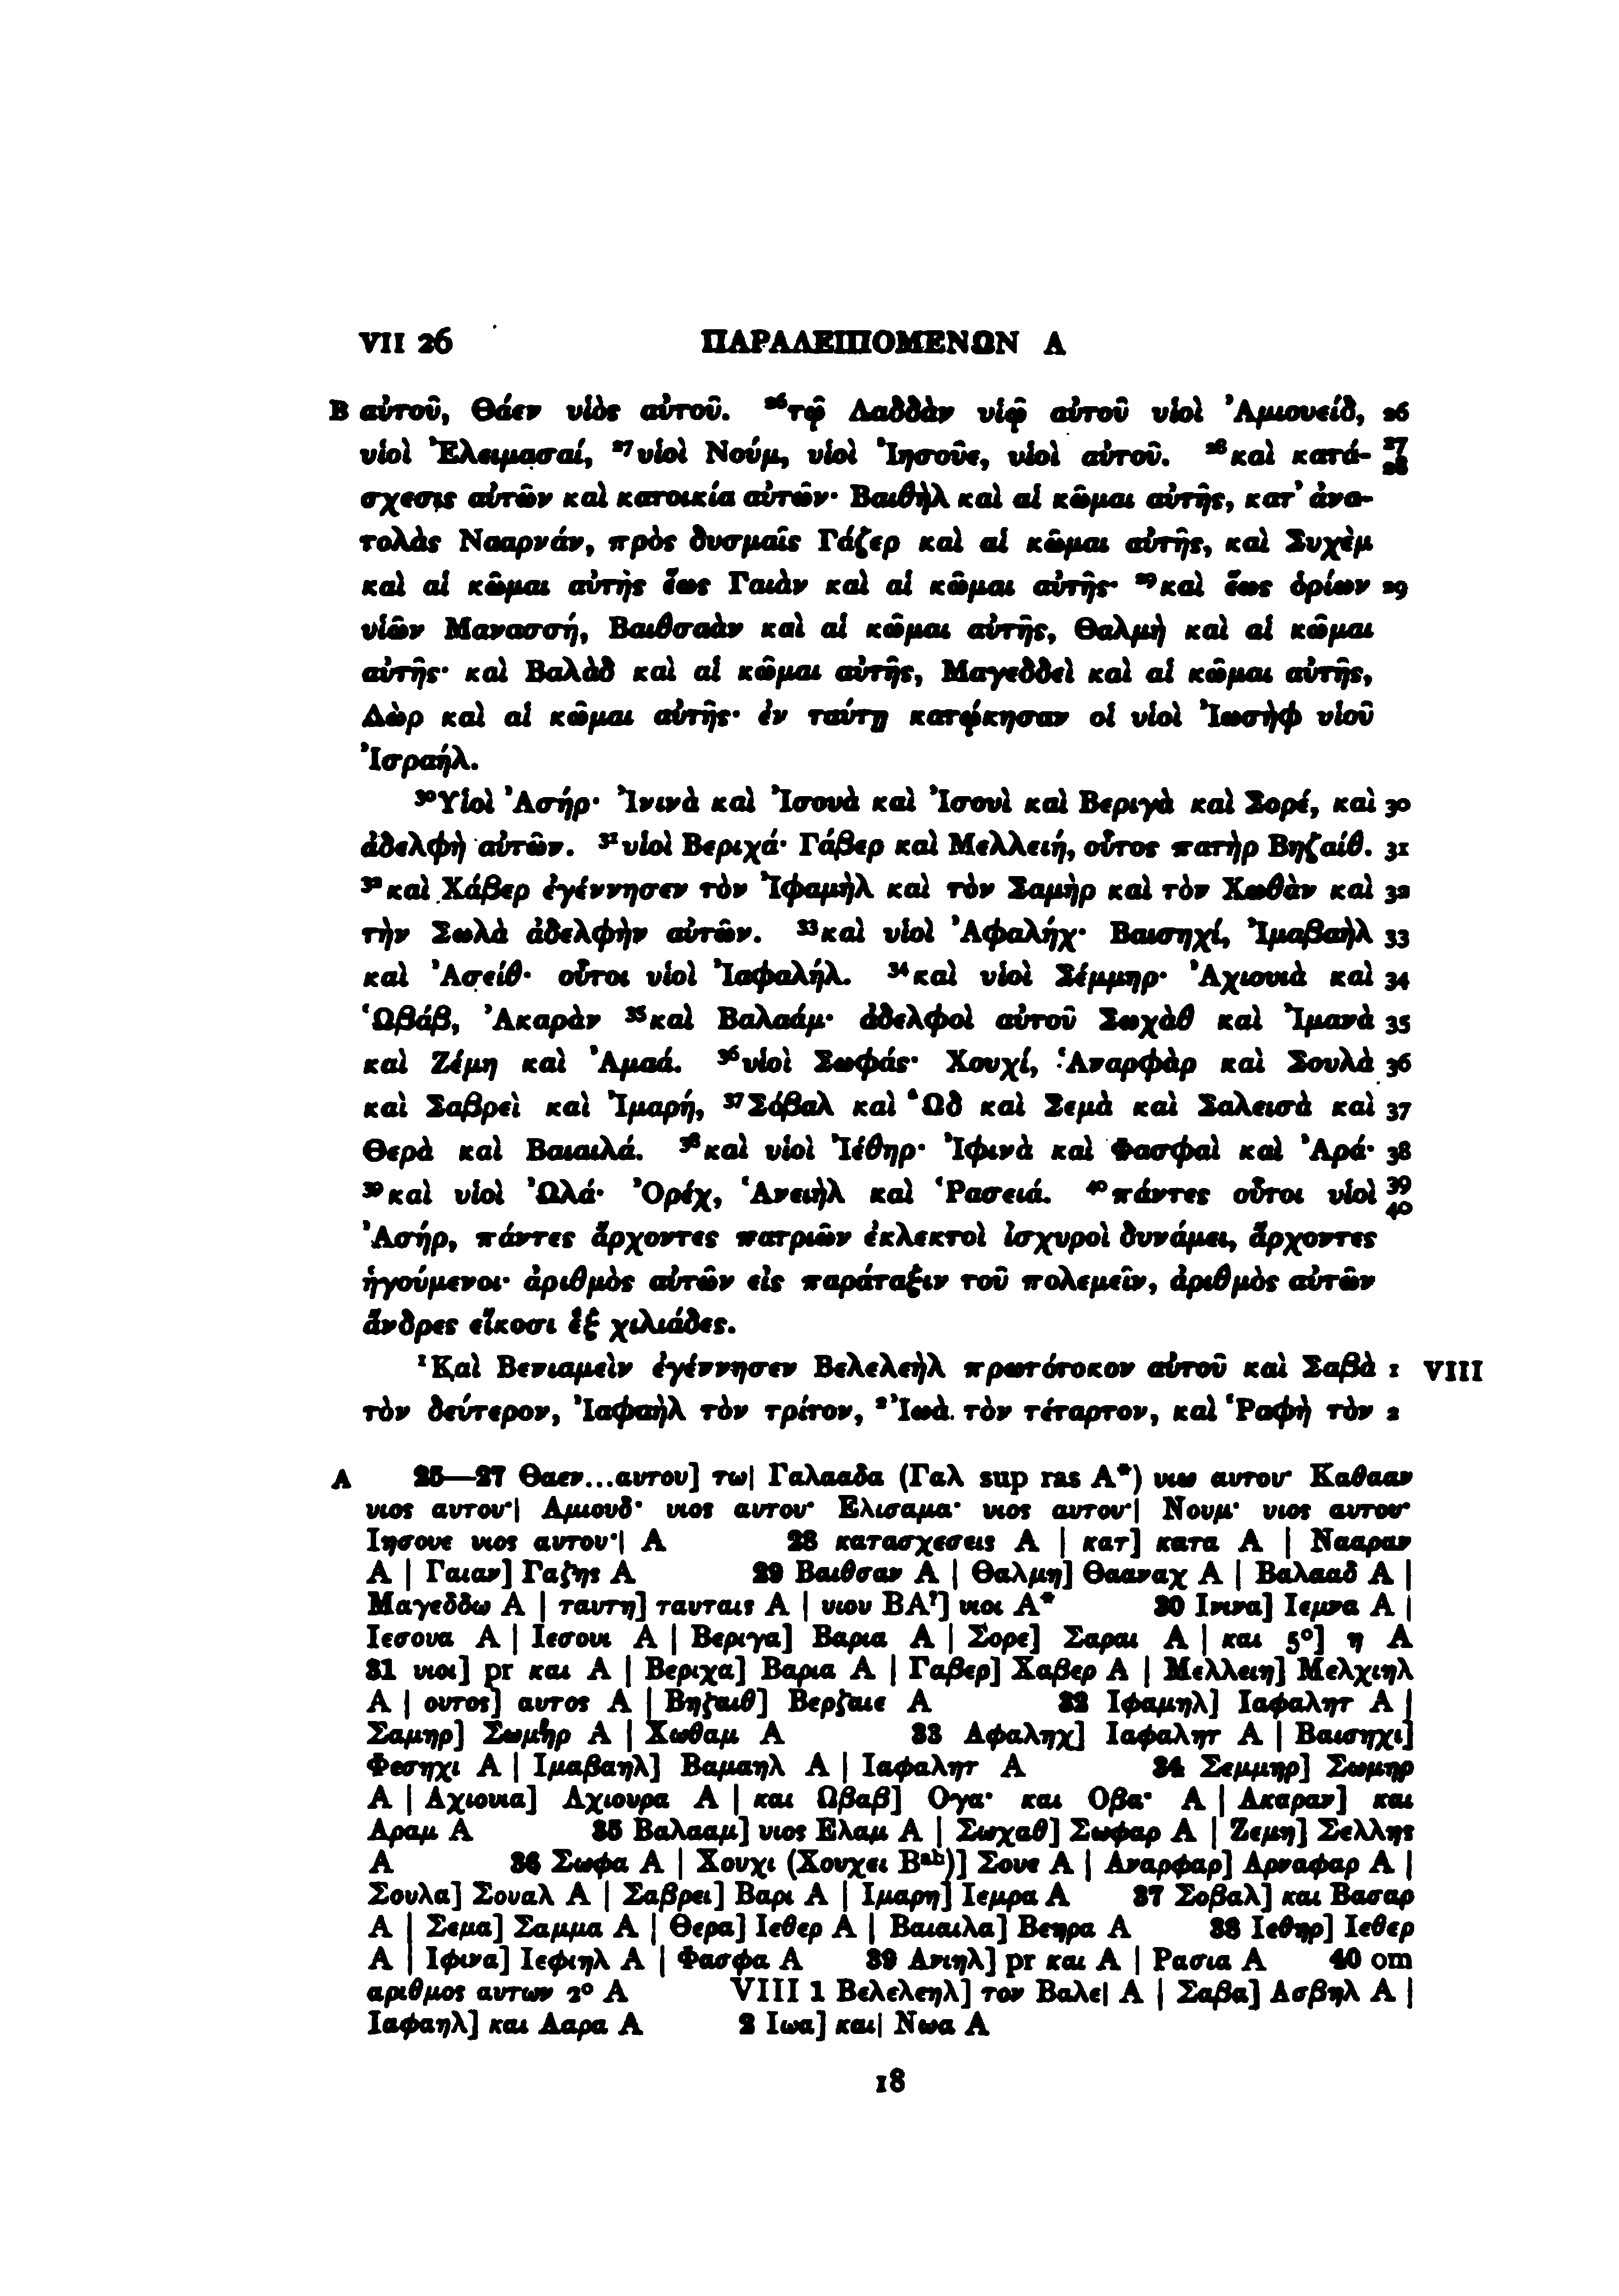 VII 26 ΠΑΡΑΛΕΙΠΟΜΕΝΩΝ Α
B αὐτοῦ, Θάεν υἱὸς αὐτοῦ. ²⁶τῷ Λαδδὰν υἱῷ αὐτοῦ υἱοὶ Ἀμιουείδ, 26
υἱοὶ Ἐλειμασαί, ²⁷υἱοὶ Νούμ, υἱοὶ Ἰησοῦε, υἱοὶ αὐτοῦ. ²⁸καὶ κατά- 27 28
σχεσις αὐτῶν καὶ κατοικία αὐτῶν· Βαιθὴλ καὶ αἱ κῶμαι αὐτῆς, κατ᾽ ἀνα-
τολὰς Νααρνάν, πρὸς δυσμαῖς Γάζερ καὶ αἱ κῶμαι αὐτῆς, καὶ Συχὲμ
καὶ αἱ κῶμαι αὐτῆς ἕως Γαιὰν καὶ αἱ κῶμαι αὐτῆς· ²⁹καὶ ἕως ὁρίων 29
υἱῶν Μανασσή, Βαιθσαὰν καὶ αἱ κῶμαι αὐτῆς, Θαλμὴ καὶ αἱ κῶμαι
αὐτῆς· καὶ Βαλὰδ καὶ αἱ κῶμαι αὐτῆς, Μαγεδδεὶ καὶ αἱ κῶμαι αὐτῆς,
Δὼρ καὶ αἱ κῶμαι αὐτῆς· ἐν ταύτῃ κατῴκησαν οἱ υἱοὶ Ἰωσὴφ υἱοῦ
Ἰσραήλ.
³⁰Υἱοὶ Ἀσήρ· Ἰνινὰ καὶ Ἰσουὰ καὶ Ἰσουὶ καὶ Βεριγὰ καὶ Σορέ, καὶ 30
ἀδελφὴ αὐτῶν. ³¹υἱοὶ Βεριχά· Γάβερ καὶ Μελλειή, οὗτος πατὴρ Βηζαίθ. 31
³²καὶ Χάβερ ἐγέννησεν τὸν Ἰφαμὴλ καὶ τὸν Σαμὴρ καὶ τὸν Χωθὰν καὶ 32
τὴν Σωλὰ ἀδελφὴν αὐτῶν. ³³καὶ υἱοὶ Ἀφαλήχ· Βαισηχί, Ἰμαβαὴλ 33
καὶ Ἀσείθ· οὗτοι υἱοὶ Ἰαφαλήλ. ³⁴καὶ υἱοὶ Σέμμηρ· Ἀχιουιὰ καὶ 34
Ὠβάβ, Ἀκαρὰν ³⁵καὶ Βαλαάμ· ἀδελφοὶ αὐτοῦ Σωχὰθ καὶ Ἰμανὰ 35
καὶ Ζέμη καὶ Ἀμαά. ³⁶υἱοὶ Σωφάς· Χουχί, Ἁναρφὰρ καὶ Σουλὰ 36
καὶ Σαβρεὶ καὶ Ἰμαρή, ³⁷Σόβαλ καὶ Ὢδ καὶ Σεμὰ καὶ Σαλεισὰ καὶ 37
Θερὰ καὶ Βαιαιλά. ³⁸καὶ υἱοὶ Ἰέθηρ· Ἰφινὰ καὶ Φασφαὶ καὶ Ἀρά· 38
³⁹καὶ υἱοὶ Ὠλά· Ὀρέχ, Ἁνειὴλ καὶ Ῥασειά. ⁴⁰πάντες οὗτοι υἱοὶ 39 40
Ἀσήρ, πάντες ἄρχοντες πατριῶν ἐκλεκτοὶ ἰσχυροὶ δυνάμει, ἄρχοντες
ἡγούμενοι· ἀριθμὸς αὐτῶν εἰς παράταξιν τοῦ πολεμεῖν, ἀριθμὸς αὐτῶν
ἄνδρες εἴκοσι ἓξ χιλιάδες.
¹Καὶ Βενιαμεὶν ἐγέννησεν Βελελεὴλ πρωτότοκον αὐτοῦ καὶ Σαβὰ 1 VIII
τὸν δεύτερον, Ἰαφαὴλ τὸν τρίτον, ²Ἰωὰ τὸν τέταρτον, καὶ Ῥαφὴ τὸν 2
A 25—27 Θαεν...αυτου] τω| Γαλααδα (Γαλ sup ras A*) υιω αυτου· Καθααν
υιος αυτου·| Αμιουδ· υιος αυτου· Ελισαμα· υιος αυτου·| Νουμ· υιος αυτου·
Ιησουε υιος αυτου·| A 28 κατασχεσεις A | κατ] κατα A | Νααραν
A | Γαιαν] Γαζης A 29 Βαιθσαν A | Θαλμη] Θααναχ A | Βαλααδ A |
Μαγεδδω A | ταυτη] ταυταις A | υιου BA?] υιοι A* 30 Ινινα] Ιεμνα A |
Ιεσουα A | Ιεσουι A | Βεριγα] Βαρια A | Σορε] Σαραι A | και 5°] η A
31 υιοι] pr και A | Βεριχα] Βαρια A | Γαβερ] Χαβερ A | Μελλειη] Μελχιηλ
A | ουτος] αυτος A | Βηζαιθ] Βερζαιε A 32 Ιφαμηλ] Ιαφαλητ A |
Σαμηρ] Σωμηρ A | Χωθαμ A 33 Αφαληχ] Ιαφαλητ A | Βαισηχι]
Φεσηχι A | Ιμαβαηλ] Βαμαηλ A | Ιαφαλητ A 34 Σεμμηρ] Σωμηρ
A | Αχιουια] Αχιουρα A | και Ωβαβ] Ογα· και Οβα· A | Ακαραν] και
Αραμ A 35 Βαλααμ] υιος Ελαμ A | Σωχαθ] Σωφαρ A | Ζεμη] Σελλης
A 36 Σωφα A | Χουχι (Χουχει Bᵃᵇ)] Σουε A | Αναρφαρ] Αρναφαρ A |
Σουλα] Σουαλ A | Σαβρει] Βαρι A | Ιμαρη] Ιεμρα A 37 Σοβαλ] και Βασαρ
A | Σεμα] Σαμμα A | Θερα] Ιεθερ A | Βαιαιλα] Βεηρα A 38 Ιεθηρ] Ιεθερ
A | Ιφινα] Ιεφιηλ A | Φασφα A 39 Ανιηλ] pr και A | Ρασια A 40 om
αριθμος αυτων 2° A VIII 1 Βελελεηλ] τον Βαλε| A | Σαβα] Ασβηλ A |
Ιαφαηλ] και Ααρα A 2 Ιωα] και| Νωα A
18